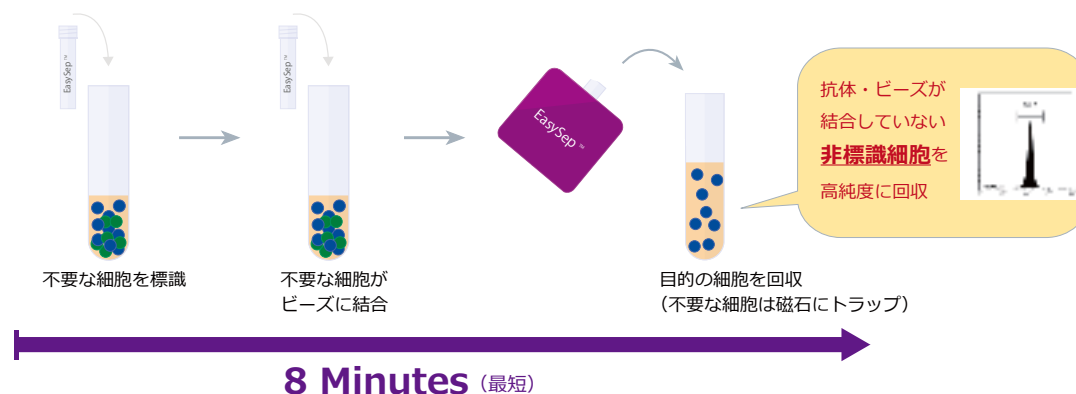 EasySep™
EasySep™
EasySep™
抗体・ビーズが
結合していない
非標識細胞を
高純度に回収
不要な細胞を標識
不要な細胞が
ビーズに結合
目的の細胞を回収
（不要な細胞は磁石にトラップ）
8 Minutes（最短）